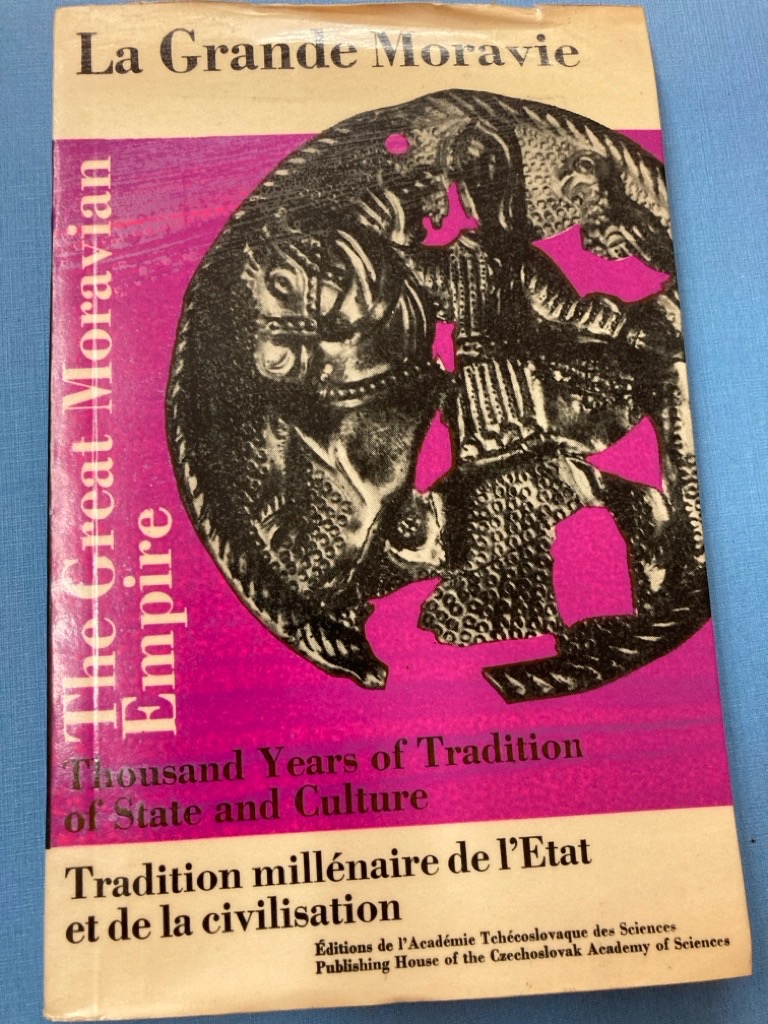 La Grande Moravie
The Great Moravian
Empire
Thousand Years of Tradition
of State and Culture
Tradition millénaire de l'Etat
et de la civilisation
Éditions de l'Académie Tchécoslovaque des Sciences
Publishing House of the Czechoslovak Academy of Sciences